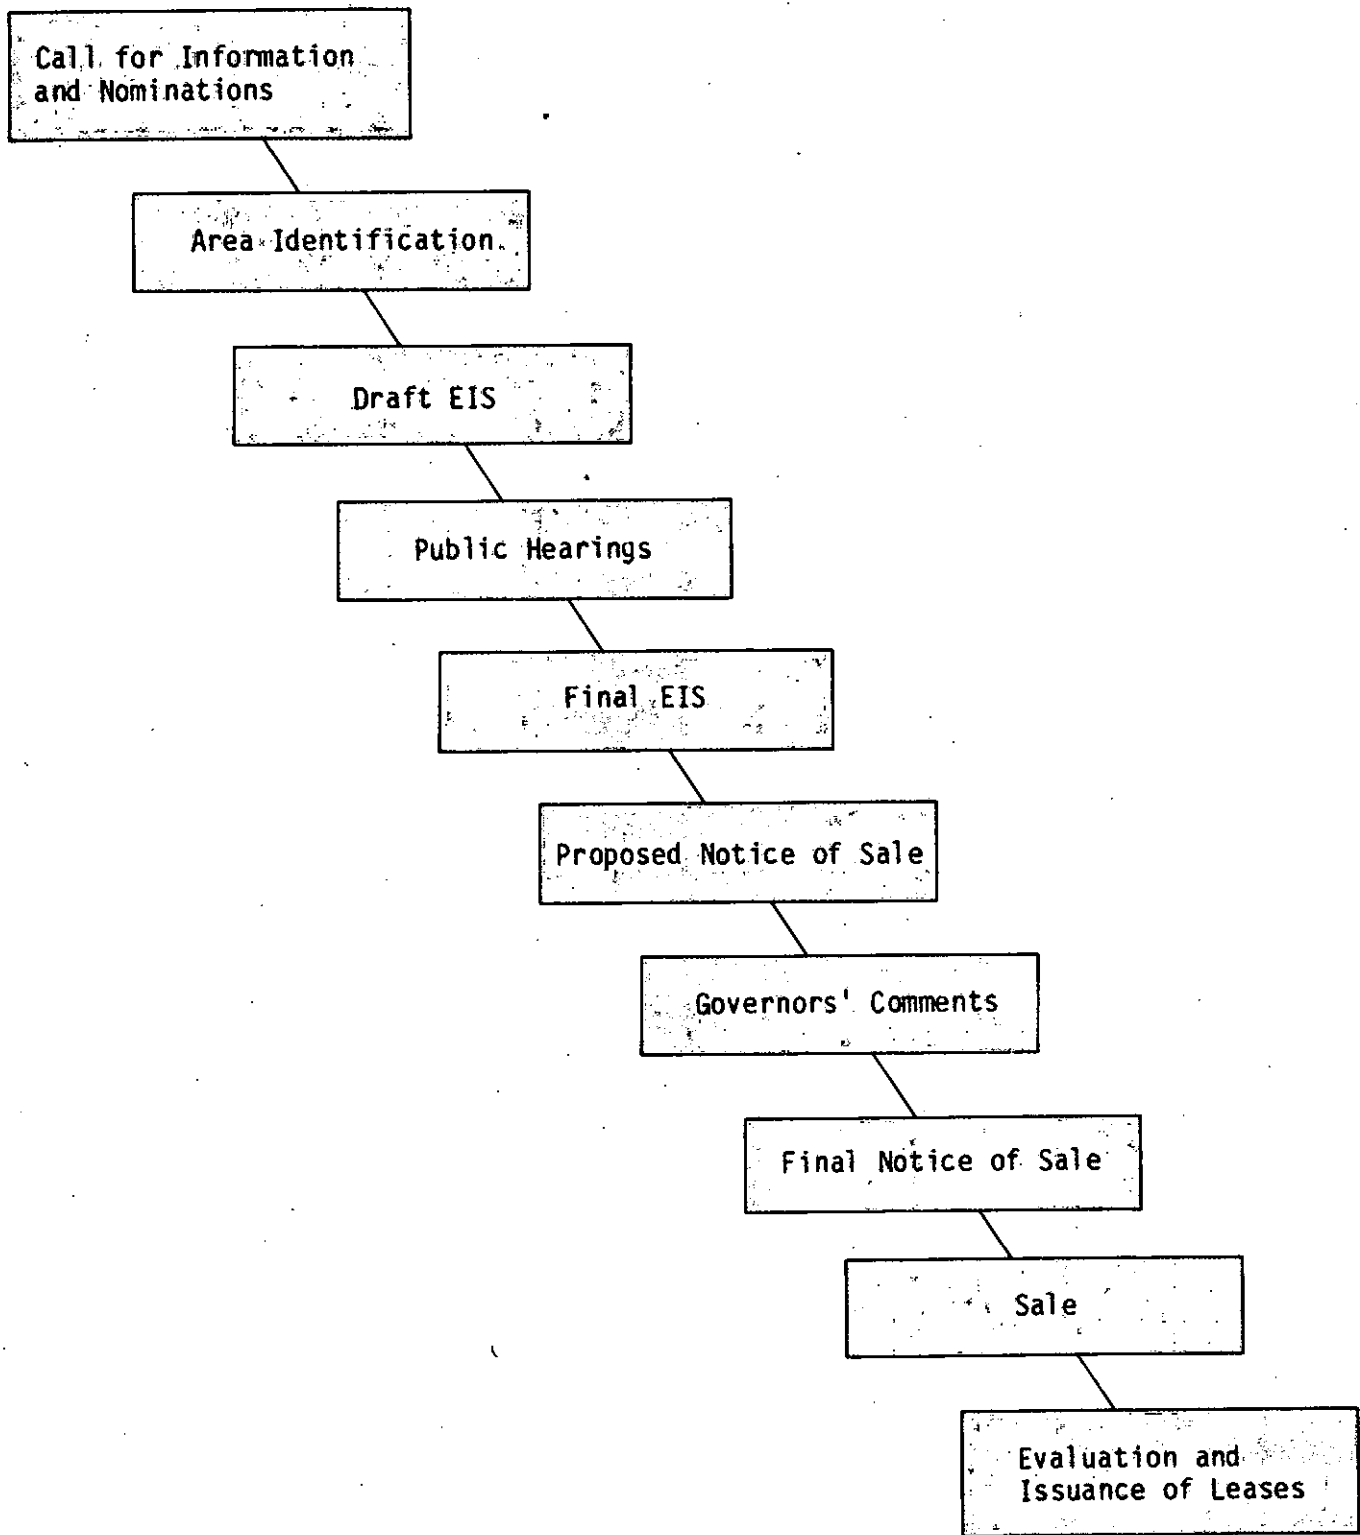 Call for Information
and Nominations
Area Identification
Draft EIS
Public Hearings
Final EIS
Proposed Notice of Sale
Governors' Comments
Final Notice of Sale
Sale
Evaluation and
Issuance of Leases